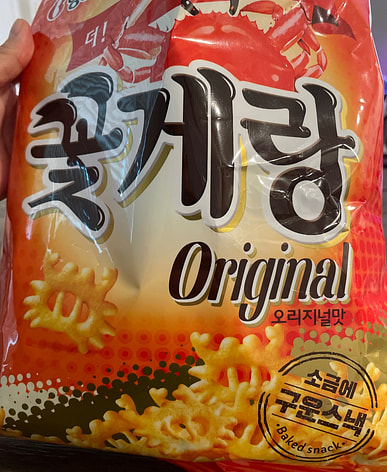 더!
꽃게랑
Original
오리지널맛
소금에
구운스낵
Baked snack